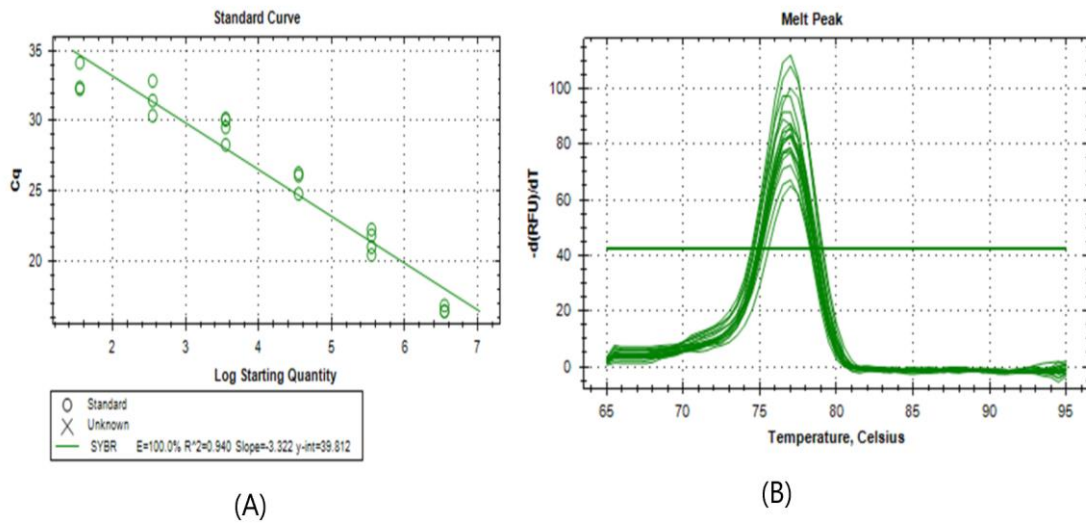 Standard Curve
35
30
25
20
Cq
2 3 4 5 6 7
Log Starting Quantity
Standard
Unknown
SYBR E=100.0% R^2=0.940 Slope=-3.322 y-int=39.812
(A)
Melt Peak
100
80
60
40
20
0
-d(RFU)/dT
65 70 75 80 85 90 95
Temperature, Celsius
(B)